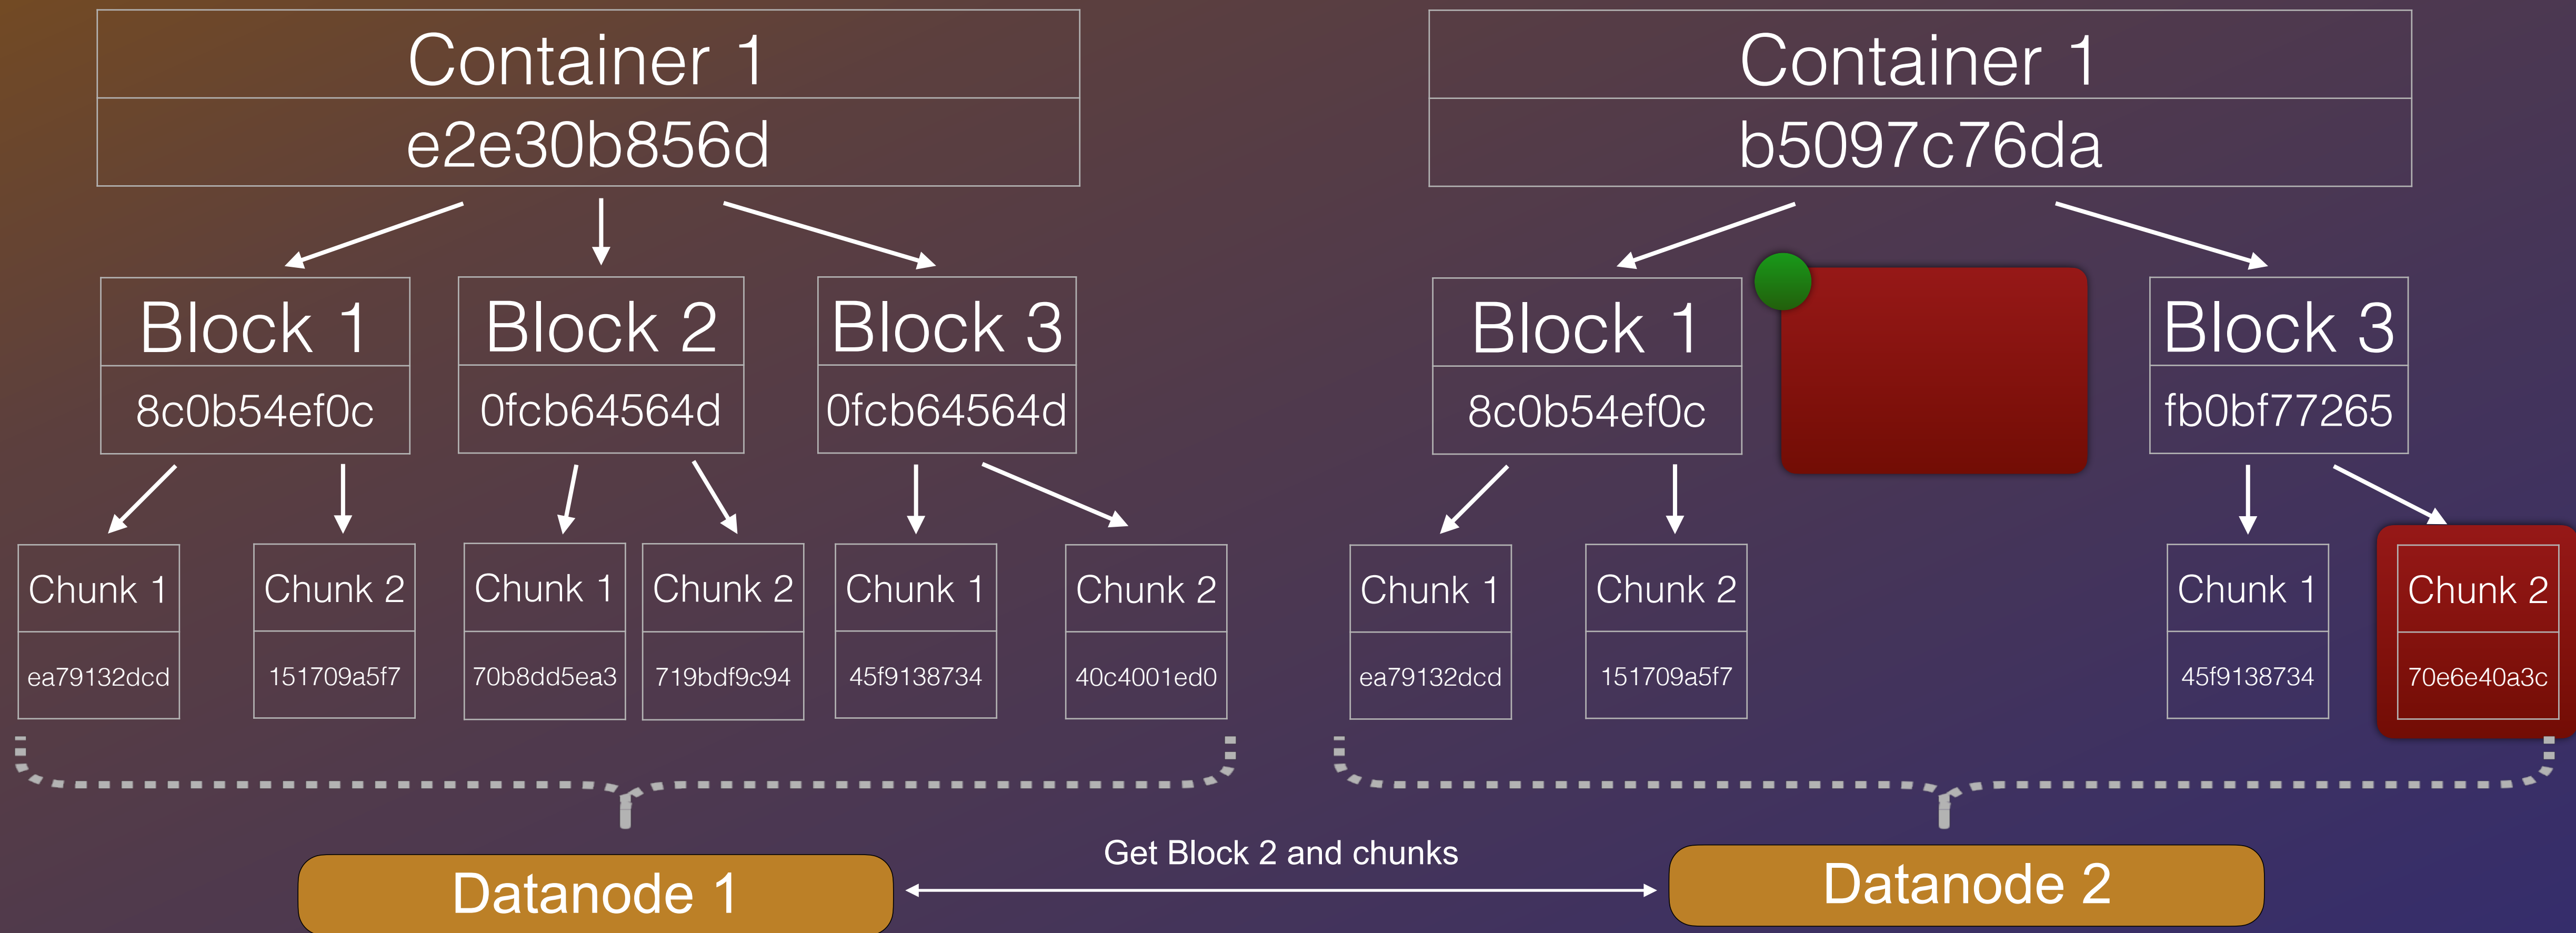 Container 1
e2e30b856d
Container 1
b5097c76da
Block 1
8c0b54ef0c
Block 2
0fcb64564d
Block 3
0fcb64564d
Block 1
8c0b54ef0c
Block 3
fb0bf77265
Chunk 1
ea79132dcd
Chunk 2
151709a5f7
Chunk 1
70b8dd5ea3
Chunk 2
719bdf9c94
Chunk 1
45f9138734
Chunk 2
40c4001ed0
Chunk 1
ea79132dcd
Chunk 2
151709a5f7
Chunk 1
45f9138734
Chunk 2
70e6e40a3c
Datanode 1
Get Block 2 and chunks
Datanode 2